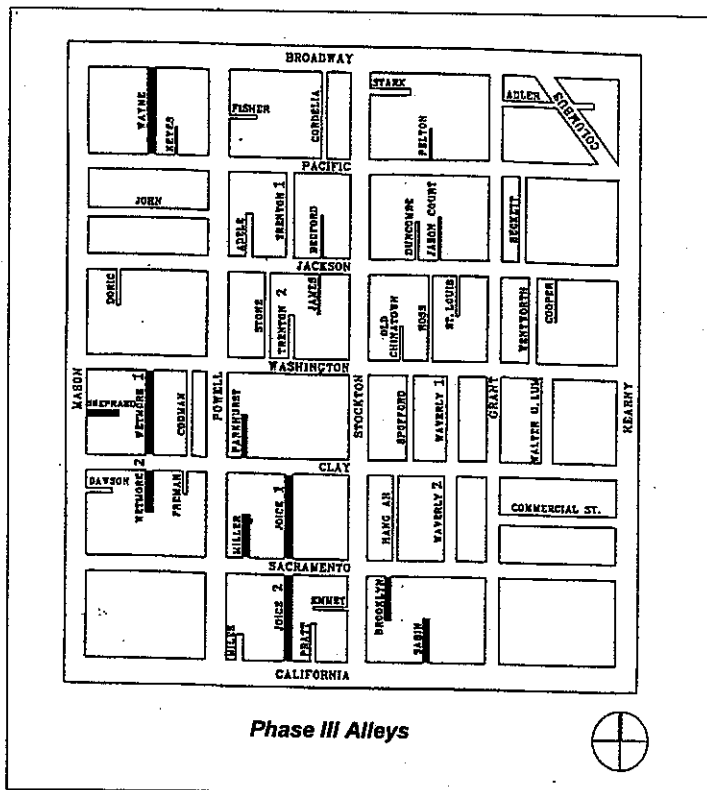 BROADWAY
STARK
ADLER
COLUMBUS
WAYNE
KEYES
FISHER
CORDELIA
PELTON
PACIFIC
JOHN
ADELE
TRENTON 1
BEDFORD
DUNCOMBE
JASON COURT
BECKETT
JACKSON
DORIC
STONE
TRENTON 2
JAMES
OLD
CHINATOWN
ROSS
ST. LOUIS
WENTWORTH
COOPER
WASHINGTON
MASON
SHEPHARD
WETMORE 1
CODMAN
POWELL
PARKHURST
STOCKTON
SPOFFORD
WAVERLY 1
GRANT
WALTER U. LUM
KEARNY
CLAY
DAWSON
WETMORE 2
FREMAN
MILLER
JOICE 1
HANG AH
WAVERLY 2
COMMERCIAL ST.
SACRAMENTO
MILES
JOICE 2
PRATT
EMMET
BROOKLYN
SABIN
CALIFORNIA
Phase III Alleys